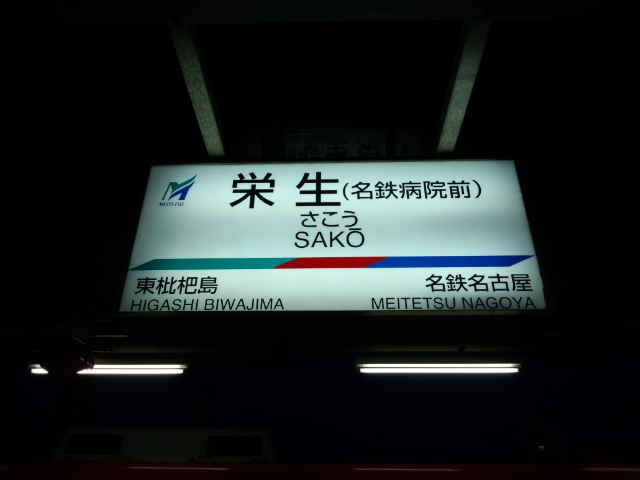 MEITETSU
栄生(名鉄病院前)
さこう
SAKŌ
東枇杷島
名鉄名古屋
HIGASHI BIWAJIMA
MEITETSU NAGOYA